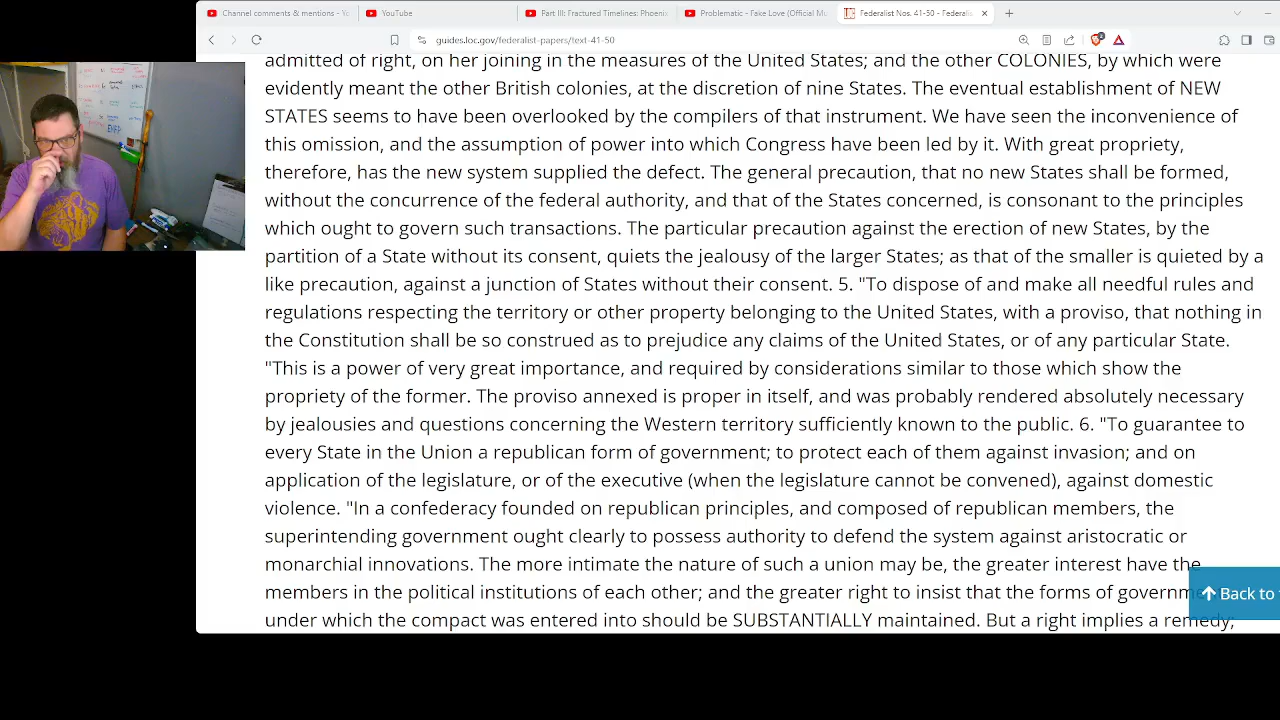 Channel comments & mentions - Yo
YouTube
Part III: Fractured Timelines: Phoenix
Problematic - Fake Love (Official Mu
Federalist Nos. 41-50 - Federalis
guides.loc.gov/federalist-papers/text-41-50
admitted of right, on her joining in the measures of the United States; and the other COLONIES, by which were
evidently meant the other British colonies, at the discretion of nine States. The eventual establishment of NEW
STATES seems to have been overlooked by the compilers of that instrument. We have seen the inconvenience of
this omission, and the assumption of power into which Congress have been led by it. With great propriety,
therefore, has the new system supplied the defect. The general precaution, that no new States shall be formed,
without the concurrence of the federal authority, and that of the States concerned, is consonant to the principles
which ought to govern such transactions. The particular precaution against the erection of new States, by the
partition of a State without its consent, quiets the jealousy of the larger States; as that of the smaller is quieted by a
like precaution, against a junction of States without their consent. 5. "To dispose of and make all needful rules and
regulations respecting the territory or other property belonging to the United States, with a proviso, that nothing in
the Constitution shall be so construed as to prejudice any claims of the United States, or of any particular State.
"This is a power of very great importance, and required by considerations similar to those which show the
propriety of the former. The proviso annexed is proper in itself, and was probably rendered absolutely necessary
by jealousies and questions concerning the Western territory sufficiently known to the public. 6. "To guarantee to
every State in the Union a republican form of government; to protect each of them against invasion; and on
application of the legislature, or of the executive (when the legislature cannot be convened), against domestic
violence. "In a confederacy founded on republican principles, and composed of republican members, the
superintending government ought clearly to possess authority to defend the system against aristocratic or
monarchial innovations. The more intimate the nature of such a union may be, the greater interest have the
members in the political institutions of each other; and the greater right to insist that the forms of governme
Back to
under which the compact was entered into should be SUBSTANTIALLY maintained. But a right implies a remedy;
ENFP